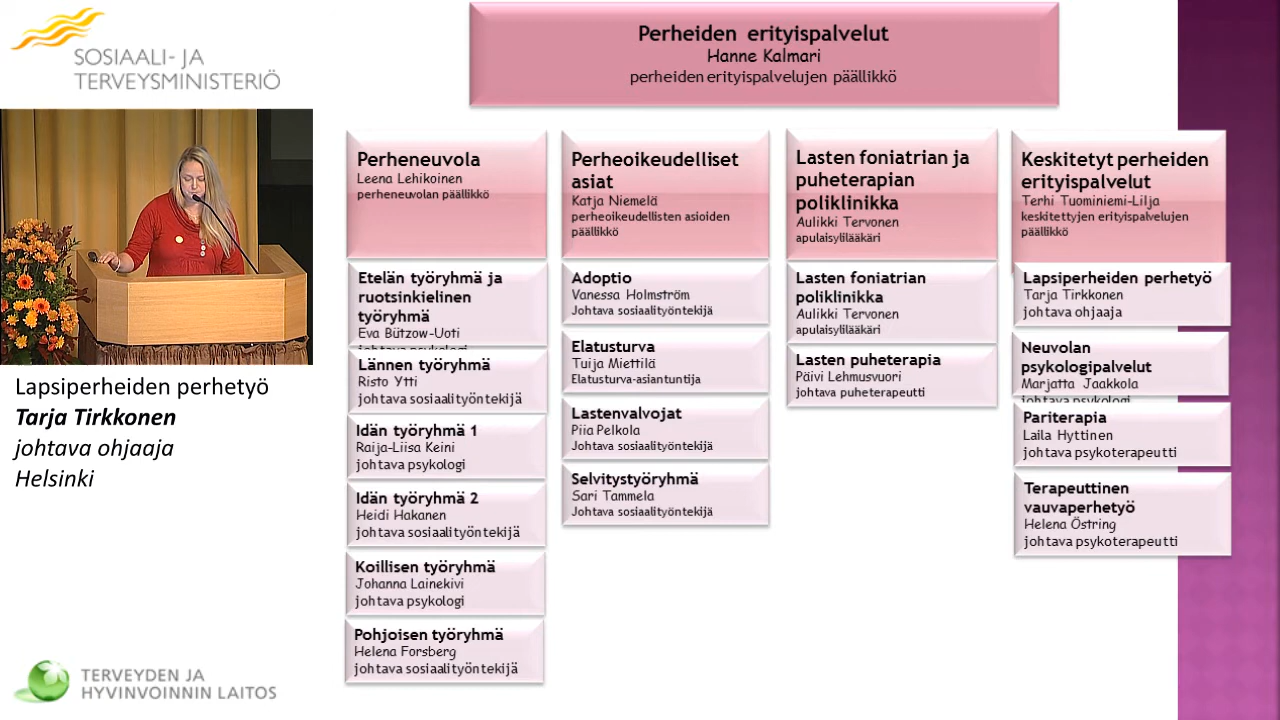 SOSIAALI- JA
TERVEYSMINISTERIÖ
Lapsiperheiden perhetyö
Tarja Tirkkonen
johtava ohjaaja
Helsinki
TERVEYDEN JA
HYVINVOINNIN LAITOS
Perheiden erityispalvelut
Hanne Kalmari
perheiden erityispalvelujen päällikkö
Perheneuvola
Leena Lehikoinen
perheneuvolan päällikkö
Etelän työryhmä ja
ruotsinkielinen
työryhmä
Eva Bützow-Uoti
johtava psykologi
Lännen työryhmä
Risto Ytti
johtava sosiaalityöntekijä
Idän työryhmä 1
Raija-Liisa Keini
johtava psykologi
Idän työryhmä 2
Heidi Hakanen
johtava sosiaalityöntekijä
Koillisen työryhmä
Johanna Lainekivi
johtava psykologi
Pohjoisen työryhmä
Helena Forsberg
johtava sosiaalityöntekijä
Perheoikeudelliset
asiat
Katja Niemelä
perheoikeudellisten asioiden
päällikkö
Adoptio
Vanessa Holmström
Johtava sosiaalityöntekijä
Elatusturva
Tuija Miettilä
Elatusturva-asiantuntija
Lastenvalvojat
Piia Pelkola
Johtava sosiaalityöntekijä
Selvitystyöryhmä
Sari Tammela
Johtava sosiaalityöntekijä
Lasten foniatrian ja
puheterapian
poliklinikka
Aulikki Tervonen
apulaisylilääkäri
Lasten foniatrian
poliklinikka
Aulikki Tervonen
apulaisylilääkäri
Lasten puheterapia
Päivi Lehmusvuori
johtava puheterapeutti
Keskitetyt perheiden
erityispalvelut
Terhi Tuominiemi-Lilja
keskitettyjen erityispalvelujen
päällikkö
Lapsiperheiden perhetyö
Tarja Tirkkonen
johtava ohjaaja
Neuvolan
psykologipalvelut
Marjatta Jaakkola
johtava psykologi
Pariterapia
Laila Hyttinen
johtava psykoterapeutti
Terapeuttinen
vauvaperhetyö
Helena Östring
johtava psykoterapeutti